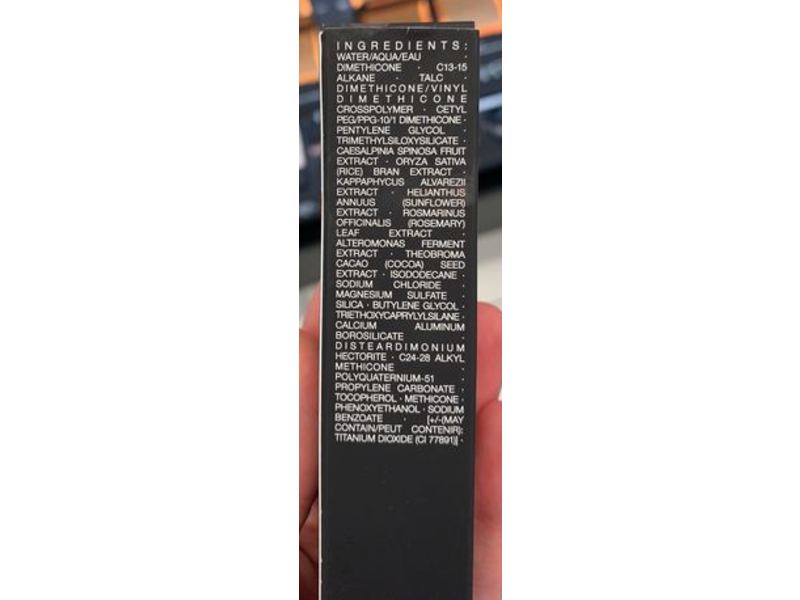 INGREDIENTS:
WATER/AQUA/EAU ·
DIMETHICONE · C13-15
ALKANE · TALC ·
DIMETHICONE/VINYL
DIMETHICONE
CROSSPOLYMER · CETYL
PEG/PPG-10/1 DIMETHICONE ·
PENTYLENE GLYCOL ·
TRIMETHYLSILOXYSILICATE ·
CAESALPINIA SPINOSA FRUIT
EXTRACT · ORYZA SATIVA
(RICE) BRAN EXTRACT ·
KAPPAPHYCUS ALVAREZII
EXTRACT · HELIANTHUS
ANNUUS (SUNFLOWER)
EXTRACT · ROSMARINUS
OFFICINALIS (ROSEMARY)
LEAF EXTRACT ·
ALTEROMONAS FERMENT
EXTRACT · THEOBROMA
CACAO (COCOA) SEED
EXTRACT · ISODODECANE ·
SODIUM CHLORIDE ·
MAGNESIUM SULFATE ·
SILICA · BUTYLENE GLYCOL ·
TRIETHOXYCAPRYLYLSILANE ·
CALCIUM ALUMINUM
BOROSILICATE ·
DISTEARDIMONIUM
HECTORITE · C24-28 ALKYL
METHICONE ·
POLYQUATERNIUM-51 ·
PROPYLENE CARBONATE ·
TOCOPHEROL · METHICONE ·
PHENOXYETHANOL · SODIUM
BENZOATE · [+/-(MAY
CONTAIN/PEUT CONTENIR):
TITANIUM DIOXIDE (CI 77891)] ·